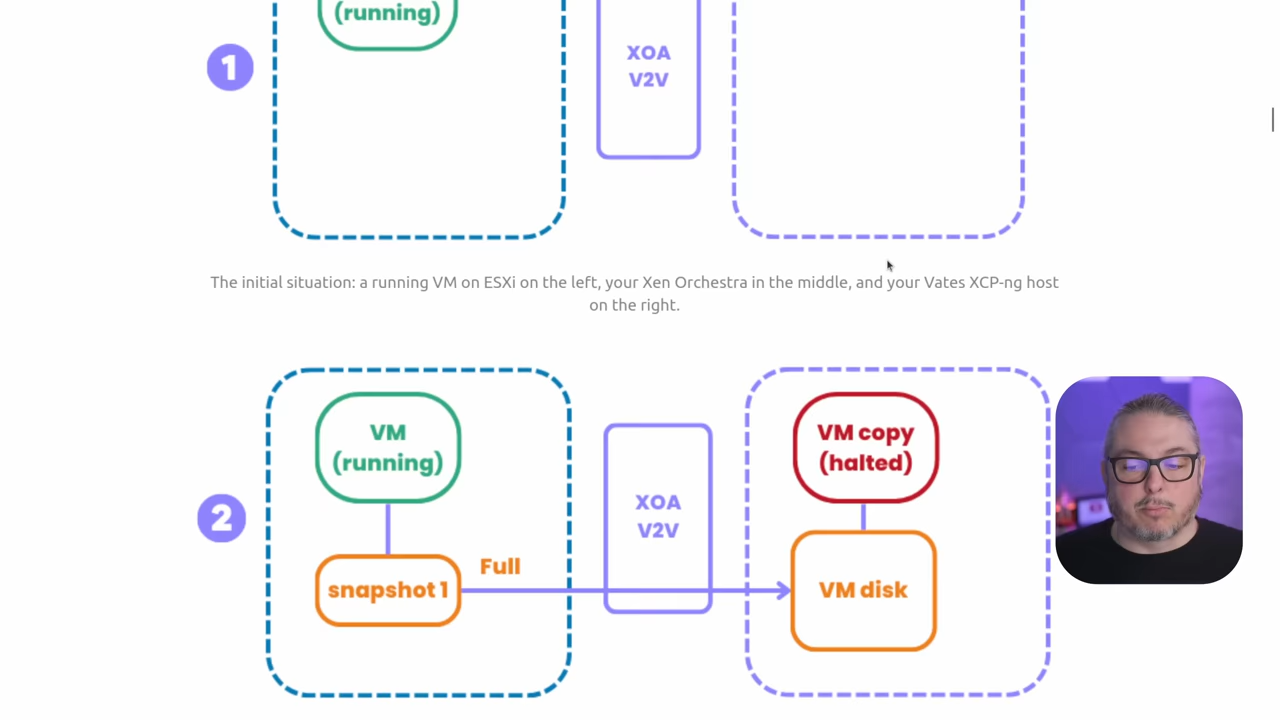 (running)
1
XOA
V2V
The initial situation: a running VM on ESXi on the left, your Xen Orchestra in the middle, and your Vates XCP-ng host
on the right.
VM
(running)
VM copy
(halted)
2
XOA
V2V
Full
snapshot 1
VM disk